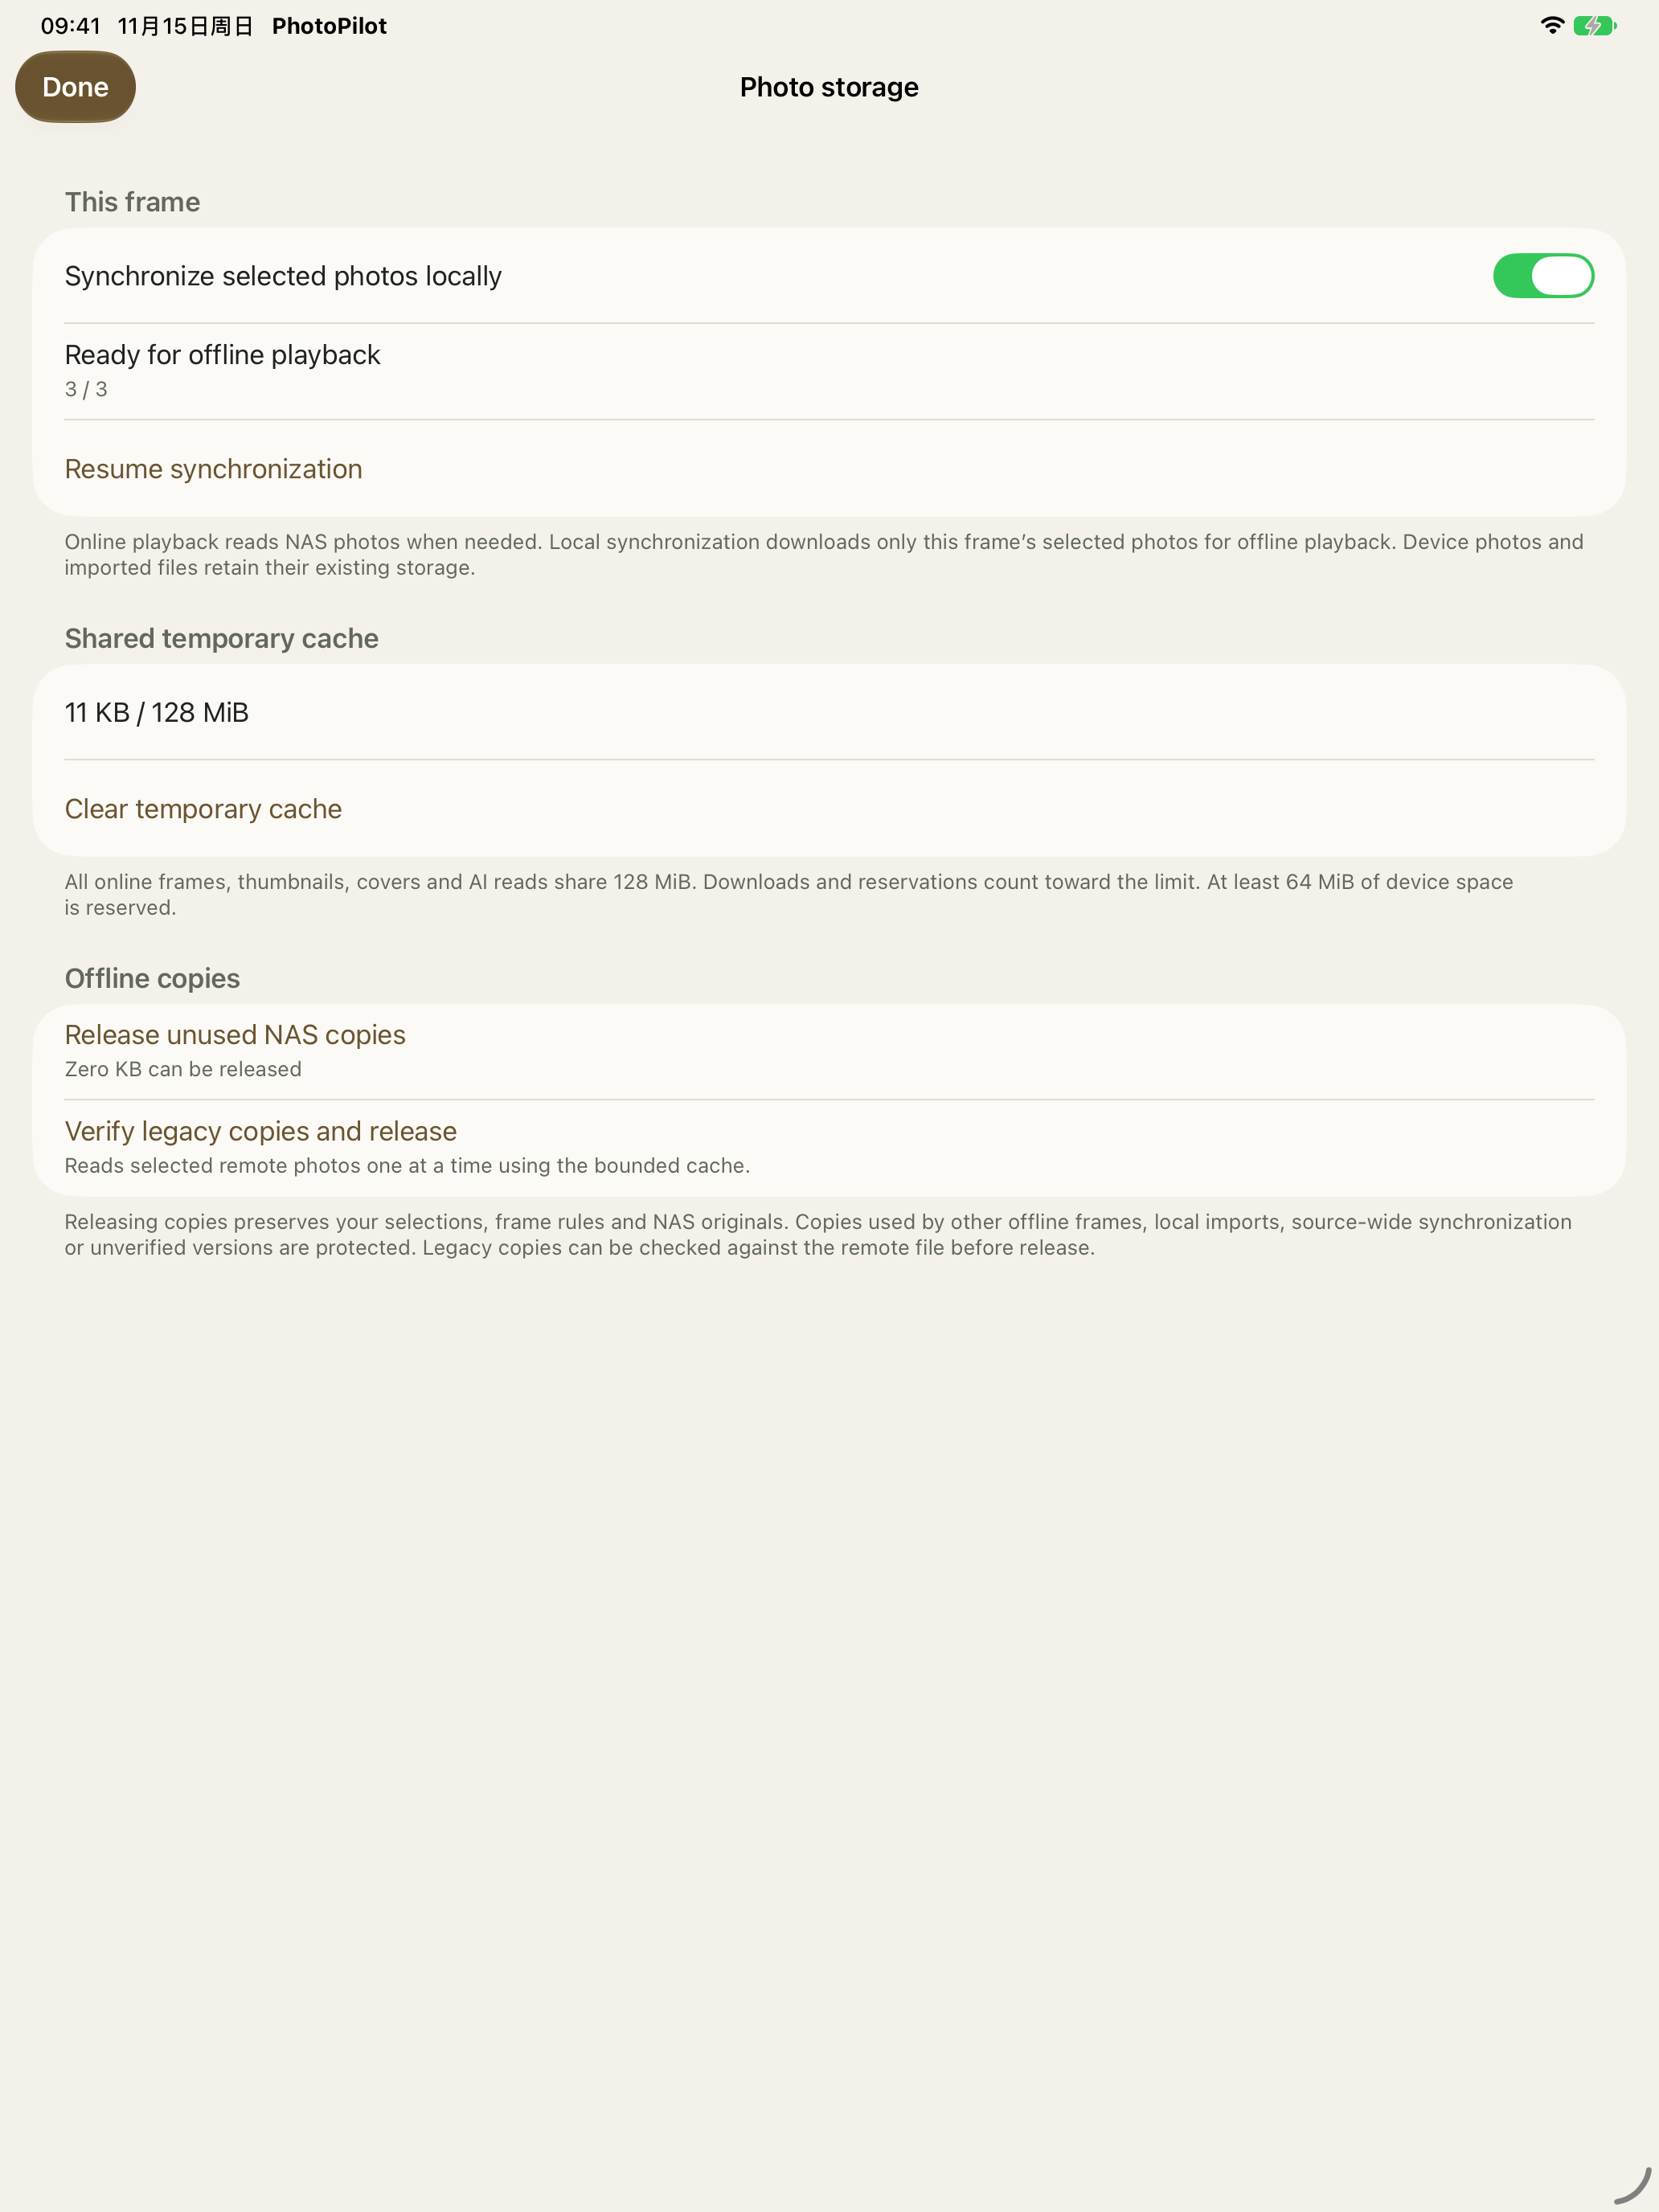 09:41 11月15日周日 PhotoPilot
Done
Photo storage
This frame
Synchronize selected photos locally
Ready for offline playback
3 / 3
Resume synchronization
Online playback reads NAS photos when needed. Local synchronization downloads only this frame’s selected photos for offline playback. Device photos and
imported files retain their existing storage.
Shared temporary cache
11 KB / 128 MiB
Clear temporary cache
All online frames, thumbnails, covers and AI reads share 128 MiB. Downloads and reservations count toward the limit. At least 64 MiB of device space
is reserved.
Offline copies
Release unused NAS copies
Zero KB can be released
Verify legacy copies and release
Reads selected remote photos one at a time using the bounded cache.
Releasing copies preserves your selections, frame rules and NAS originals. Copies used by other offline frames, local imports, source-wide synchronization
or unverified versions are protected. Legacy copies can be checked against the remote file before release.